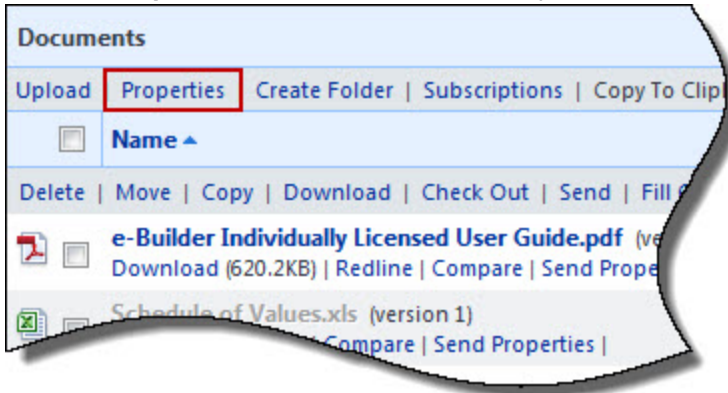 Documents
Upload Properties Create Folder | Subscriptions | Copy To Clip
Name
Delete | Move | Copy | Download | Check Out | Send | Fill
e-Builder Individually Licensed User Guide.pdf (ve
Download (620.2KB) | Redline | Compare | Send Prope
Schedule of Values.xls (version 1)
Compare | Send Properties |